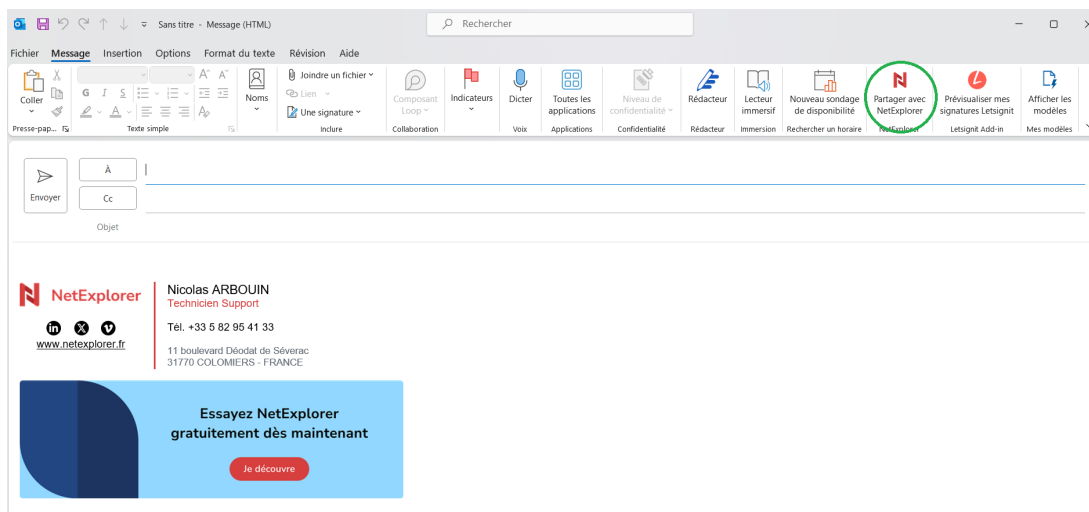 Sans titre - Message (HTML)
Rechercher
Fichier Message Insertion Options Format du texte Révision Aide
Coller
Presse-pap...
G I S
Texte simple
Noms
Joindre un fichier
Lien
Une signature
Inclure
Composant Loop
Collaboration
Indicateurs
Dicter
Voix
Toutes les applications
Applications
Niveau de confidentialité
Confidentialité
Rédacteur
Rédacteur
Lecteur immersif
Immersion
Nouveau sondage de disponibilité
Rechercher un horaire
Partager avec NetExplorer
NetExplorer
Prévisualiser mes signatures Letsignit
Letsignit Add-in
Afficher les modèles
Mes modèles
Envoyer
À
Cc
Objet
NetExplorer
www.netexplorer.fr
Nicolas ARBOUIN
Technicien Support
Tél. +33 5 82 95 41 33
11 boulevard Déodat de Séverac
31770 COLOMIERS - FRANCE
Essayez NetExplorer
gratuitement dès maintenant
Je découvre